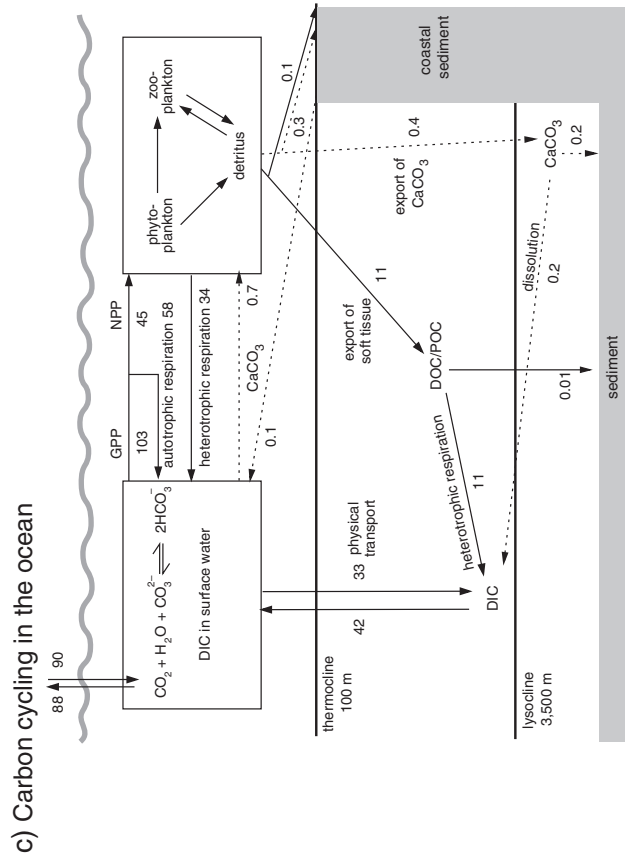 c) Carbon cycling in the ocean
88
90
CO₂ + H₂O + CO₃²⁻ ⇌ 2HCO₃⁻
DIC in surface water
GPP
NPP
103
45
autotrophic respiration 58
heterotrophic respiration 34
0.7
CaCO₃
0.1
phyto-
plankton
zoo-
plankton
detritus
0.1
0.3
thermocline
100 m
42
33
physical
transport
export of
soft tissue
11
export of
CaCO₃
0.4
coastal
sediment
DIC
heterotrophic respiration
11
DOC/POC
lysocline
3,500 m
dissolution
0.2
CaCO₃
0.2
0.01
sediment